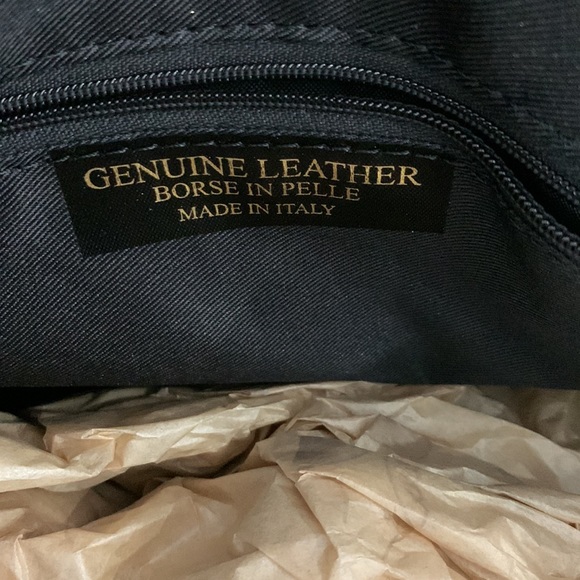 GENUINE LEATHER
BORSE IN PELLE
MADE IN ITALY